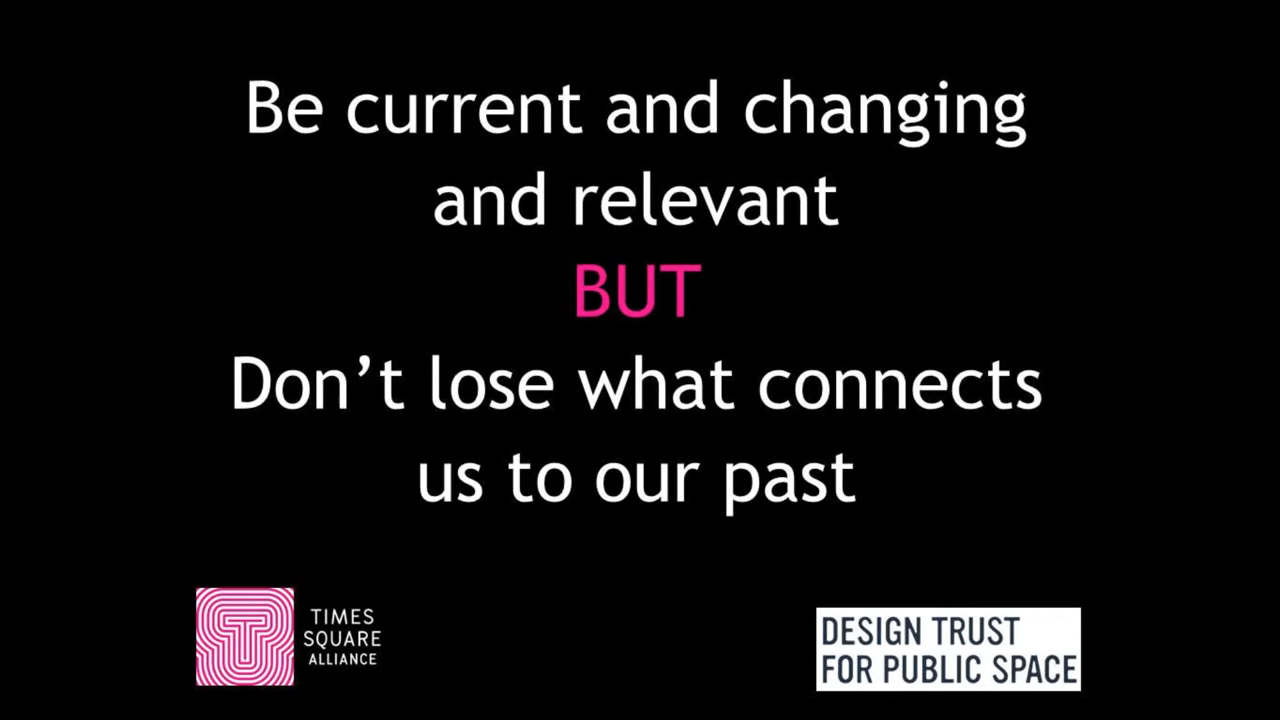 Be current and changing
and relevant
BUT
Don’t lose what connects
us to our past
TIMES
SQUARE
ALLIANCE
DESIGN TRUST
FOR PUBLIC SPACE